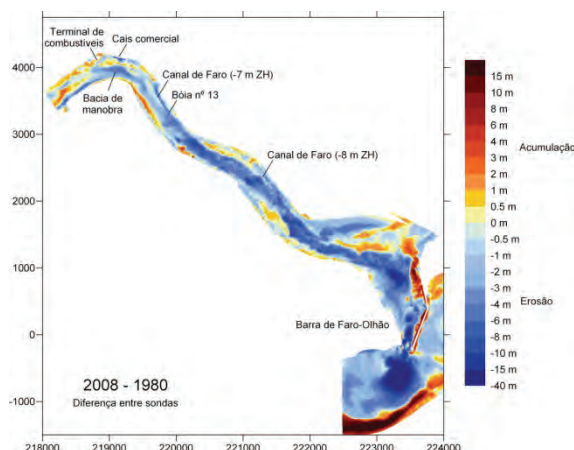 Terminal de
combustíveis
Cais comercial
4000
Canal de Faro (-7 m ZH)
Bacia de
manobra
Bóia nº 13
3000
Canal de Faro (-8 m ZH)
2000
1000
0
Barra de Faro-Olhão
2008 - 1980
Diferença entre sondas
-1000
218000 219000 220000 221000 222000 223000 224000
15 m
10 m
8 m
6 m
4 m
3 m
2 m
1 m
0.5 m
0 m
-0.5 m
-1 m
-2 m
-3 m
-4 m
-6 m
-8 m
-10 m
-15 m
-40 m
Acumulação
Erosão